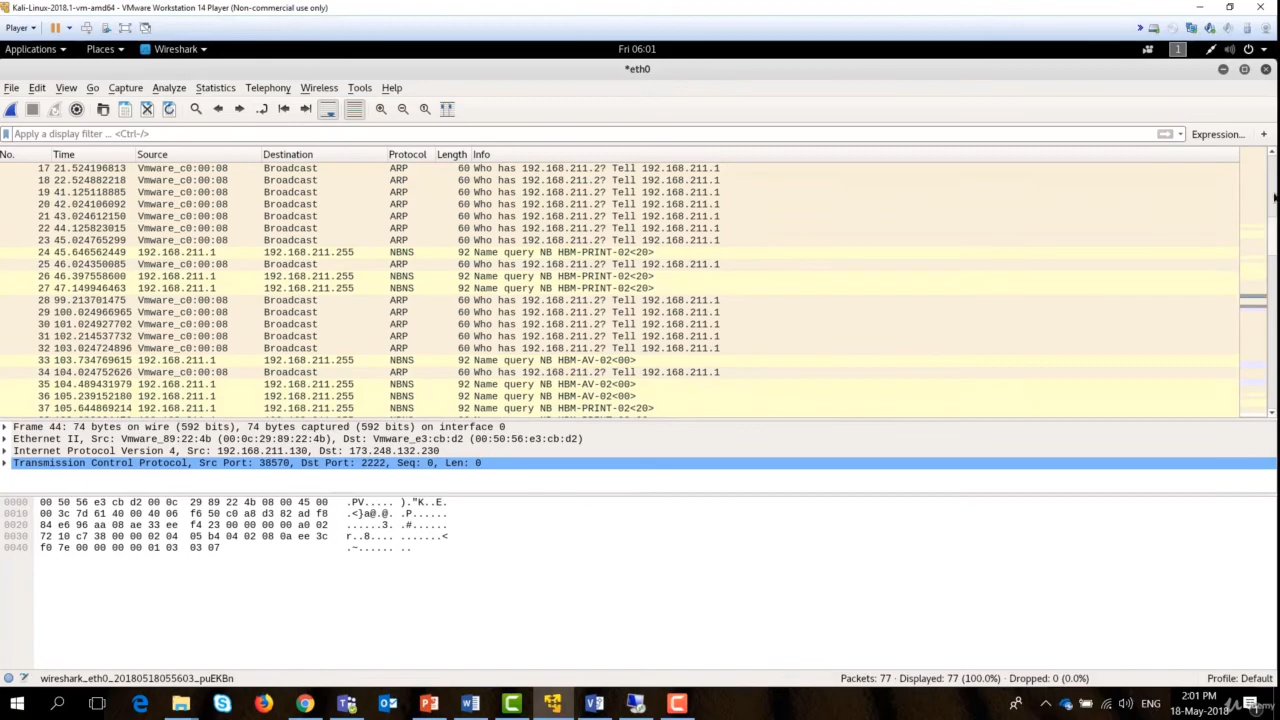 Kali-Linux-2018.1-vm-amd64 - VMware Workstation 14 Player (Non-commercial use only)
Player
Applications Places Wireshark Fri 06:01 1
*eth0
File Edit View Go Capture Analyze Statistics Telephony Wireless Tools Help
Apply a display filter ... <Ctrl-/> Expression... +
No. Time Source Destination Protocol Length Info
17 21.524196813 Vmware_c0:00:08 Broadcast ARP 60 Who has 192.168.211.2? Tell 192.168.211.1
18 22.524882218 Vmware_c0:00:08 Broadcast ARP 60 Who has 192.168.211.2? Tell 192.168.211.1
19 41.125118885 Vmware_c0:00:08 Broadcast ARP 60 Who has 192.168.211.2? Tell 192.168.211.1
20 42.024106092 Vmware_c0:00:08 Broadcast ARP 60 Who has 192.168.211.2? Tell 192.168.211.1
21 43.024612150 Vmware_c0:00:08 Broadcast ARP 60 Who has 192.168.211.2? Tell 192.168.211.1
22 44.125823015 Vmware_c0:00:08 Broadcast ARP 60 Who has 192.168.211.2? Tell 192.168.211.1
23 45.024765299 Vmware_c0:00:08 Broadcast ARP 60 Who has 192.168.211.2? Tell 192.168.211.1
24 45.646562449 192.168.211.1 192.168.211.255 NBNS 92 Name query NB HBM-PRINT-02<20>
25 46.024350085 Vmware_c0:00:08 Broadcast ARP 60 Who has 192.168.211.2? Tell 192.168.211.1
26 46.397558600 192.168.211.1 192.168.211.255 NBNS 92 Name query NB HBM-PRINT-02<20>
27 47.149946463 192.168.211.1 192.168.211.255 NBNS 92 Name query NB HBM-PRINT-02<20>
28 99.213701475 Vmware_c0:00:08 Broadcast ARP 60 Who has 192.168.211.2? Tell 192.168.211.1
29 100.024966965 Vmware_c0:00:08 Broadcast ARP 60 Who has 192.168.211.2? Tell 192.168.211.1
30 101.024927702 Vmware_c0:00:08 Broadcast ARP 60 Who has 192.168.211.2? Tell 192.168.211.1
31 102.214537732 Vmware_c0:00:08 Broadcast ARP 60 Who has 192.168.211.2? Tell 192.168.211.1
32 103.024724896 Vmware_c0:00:08 Broadcast ARP 60 Who has 192.168.211.2? Tell 192.168.211.1
33 103.734769615 192.168.211.1 192.168.211.255 NBNS 92 Name query NB HBM-AV-02<00>
34 104.024752626 Vmware_c0:00:08 Broadcast ARP 60 Who has 192.168.211.2? Tell 192.168.211.1
35 104.489431979 192.168.211.1 192.168.211.255 NBNS 92 Name query NB HBM-AV-02<00>
36 105.239152180 192.168.211.1 192.168.211.255 NBNS 92 Name query NB HBM-AV-02<00>
37 105.644869214 192.168.211.1 192.168.211.255 NBNS 92 Name query NB HBM-PRINT-02<20>
Frame 44: 74 bytes on wire (592 bits), 74 bytes captured (592 bits) on interface 0
Ethernet II, Src: Vmware_89:22:4b (00:0c:29:89:22:4b), Dst: Vmware_e3:cb:d2 (00:50:56:e3:cb:d2)
Internet Protocol Version 4, Src: 192.168.211.130, Dst: 173.248.132.230
Transmission Control Protocol, Src Port: 38570, Dst Port: 2222, Seq: 0, Len: 0
0000 00 50 56 e3 cb d2 00 0c 29 89 22 4b 08 00 45 00 .PV..... )."K..E.
0010 00 3c 7d 61 40 00 40 06 f6 50 c0 a8 d3 82 ad f8 .<}a@.@. .P......
0020 84 e6 96 aa 08 ae 33 ee f4 23 00 00 00 00 a0 02 ......3. .#......
0030 72 10 c7 38 00 00 02 04 05 b4 04 02 08 0a ee 3c r..8.... .......<
0040 f0 7e 00 00 00 00 01 03 03 07 .~...... ..
wireshark_eth0_20180518055603_puEKBn Packets: 77 · Displayed: 77 (100.0%) · Dropped: 0 (0.0%) Profile: Default
ENG 2:01 PM
18-May-2018